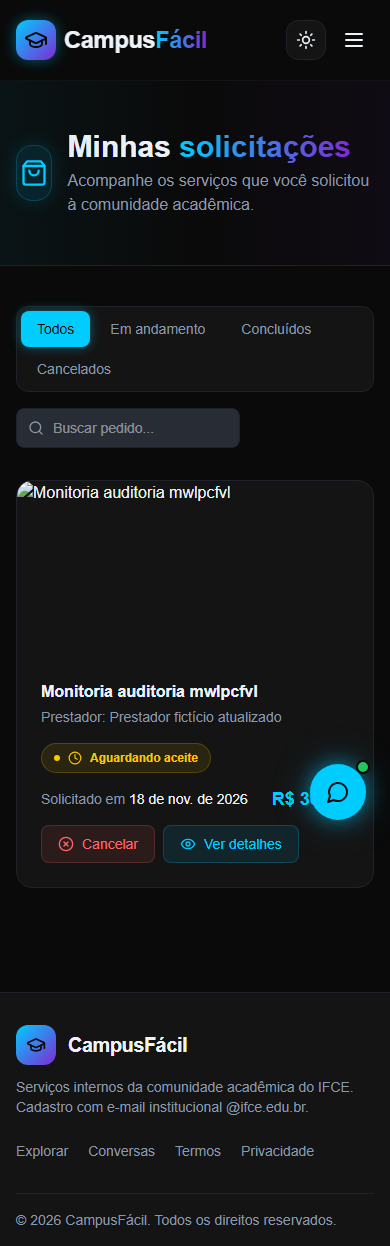 CampusFácil
Minhas solicitações
Acompanhe os serviços que você solicitou
à comunidade acadêmica.
Todos
Em andamento
Concluídos
Cancelados
Buscar pedido...
Monitoria auditoria mwlpcfvl
Monitoria auditoria mwlpcfvl
Prestador: Prestador fictício atualizado
Aguardando aceite
Solicitado em 18 de nov. de 2026
R$
Cancelar
Ver detalhes
CampusFácil
Serviços internos da comunidade acadêmica do IFCE.
Cadastro com e-mail institucional @ifce.edu.br.
Explorar
Conversas
Termos
Privacidade
© 2026 CampusFácil. Todos os direitos reservados.